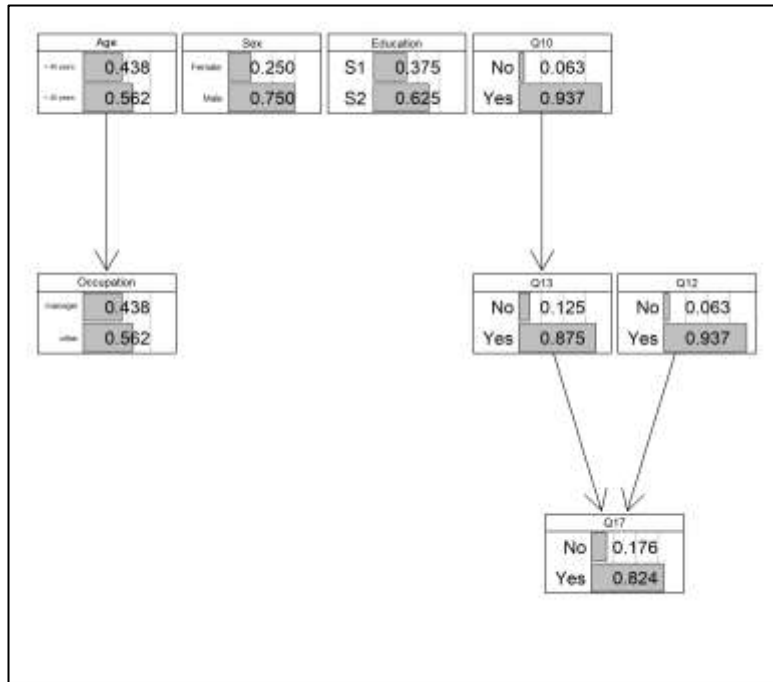 Age
0.438
0.562
Sex
Female 0.250
Male 0.750
Education
S1 0.375
S2 0.625
Q10
No 0.063
Yes 0.937
Occupation
manager 0.438
other 0.562
Q13
No 0.125
Yes 0.875
Q12
No 0.063
Yes 0.937
Q17
No 0.176
Yes 0.824